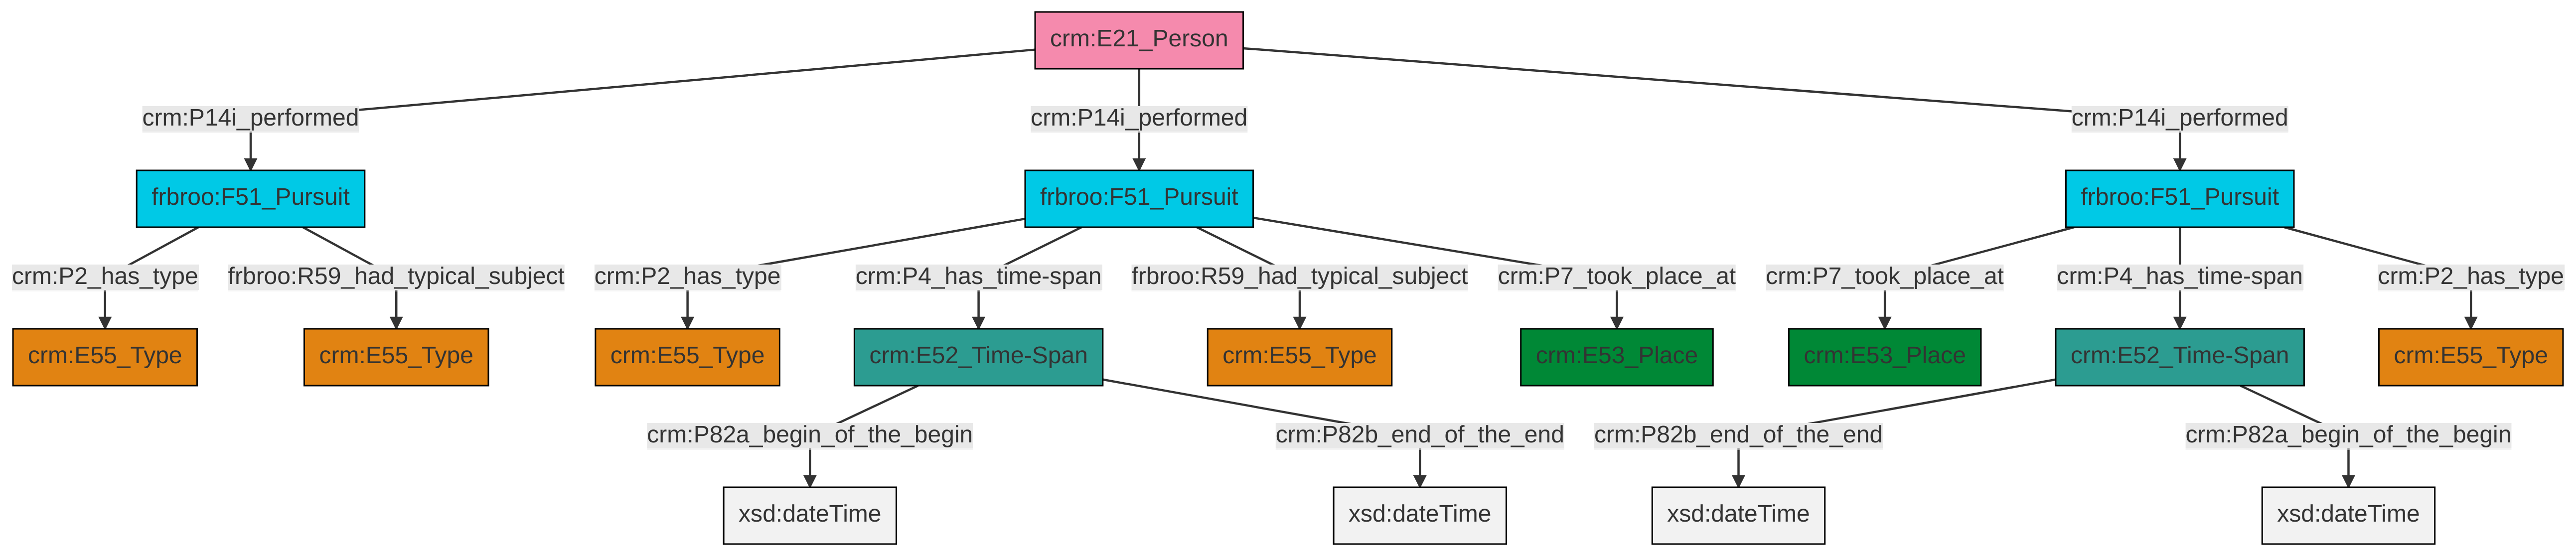 crm:E21_Person
crm:P14i_performed
crm:P14i_performed
crm:P14i_performed
frbroo:F51_Pursuit
frbroo:F51_Pursuit
frbroo:F51_Pursuit
crm:P2_has_type
frbroo:R59_had_typical_subject
crm:P2_has_type
crm:P4_has_time-span
frbroo:R59_had_typical_subject
crm:P7_took_place_at
crm:P7_took_place_at
crm:P4_has_time-span
crm:P2_has_type
crm:E55_Type
crm:E55_Type
crm:E55_Type
crm:E52_Time-Span
crm:E55_Type
crm:E53_Place
crm:E53_Place
crm:E52_Time-Span
crm:E55_Type
crm:P82a_begin_of_the_begin
crm:P82b_end_of_the_end
crm:P82b_end_of_the_end
crm:P82a_begin_of_the_begin
xsd:dateTime
xsd:dateTime
xsd:dateTime
xsd:dateTime